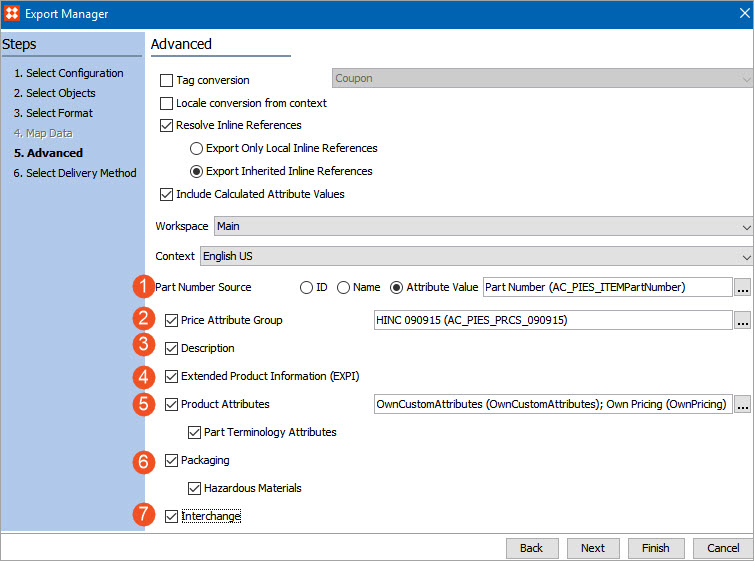 Export Manager
Steps
1. Select Configuration
2. Select Objects
3. Select Format
4. Map Data
5. Advanced
6. Select Delivery Method
Advanced
Tag conversion
Coupon
Locale conversion from context
Resolve Inline References
Export Only Local Inline References
Export Inherited Inline References
Include Calculated Attribute Values
Workspace Main
Context English US
1 Part Number Source ID Name Attribute Value Part Number (AC_PIES_ITEMPartNumber) ...
2 Price Attribute Group HINC 090915 (AC_PIES_PRCS_090915) ...
3 Description
4 Extended Product Information (EXPI)
5 Product Attributes OwnCustomAttributes (OwnCustomAttributes); Own Pricing (OwnPricing) ...
Part Terminology Attributes
6 Packaging
Hazardous Materials
7 Interchange
Back Next Finish Cancel